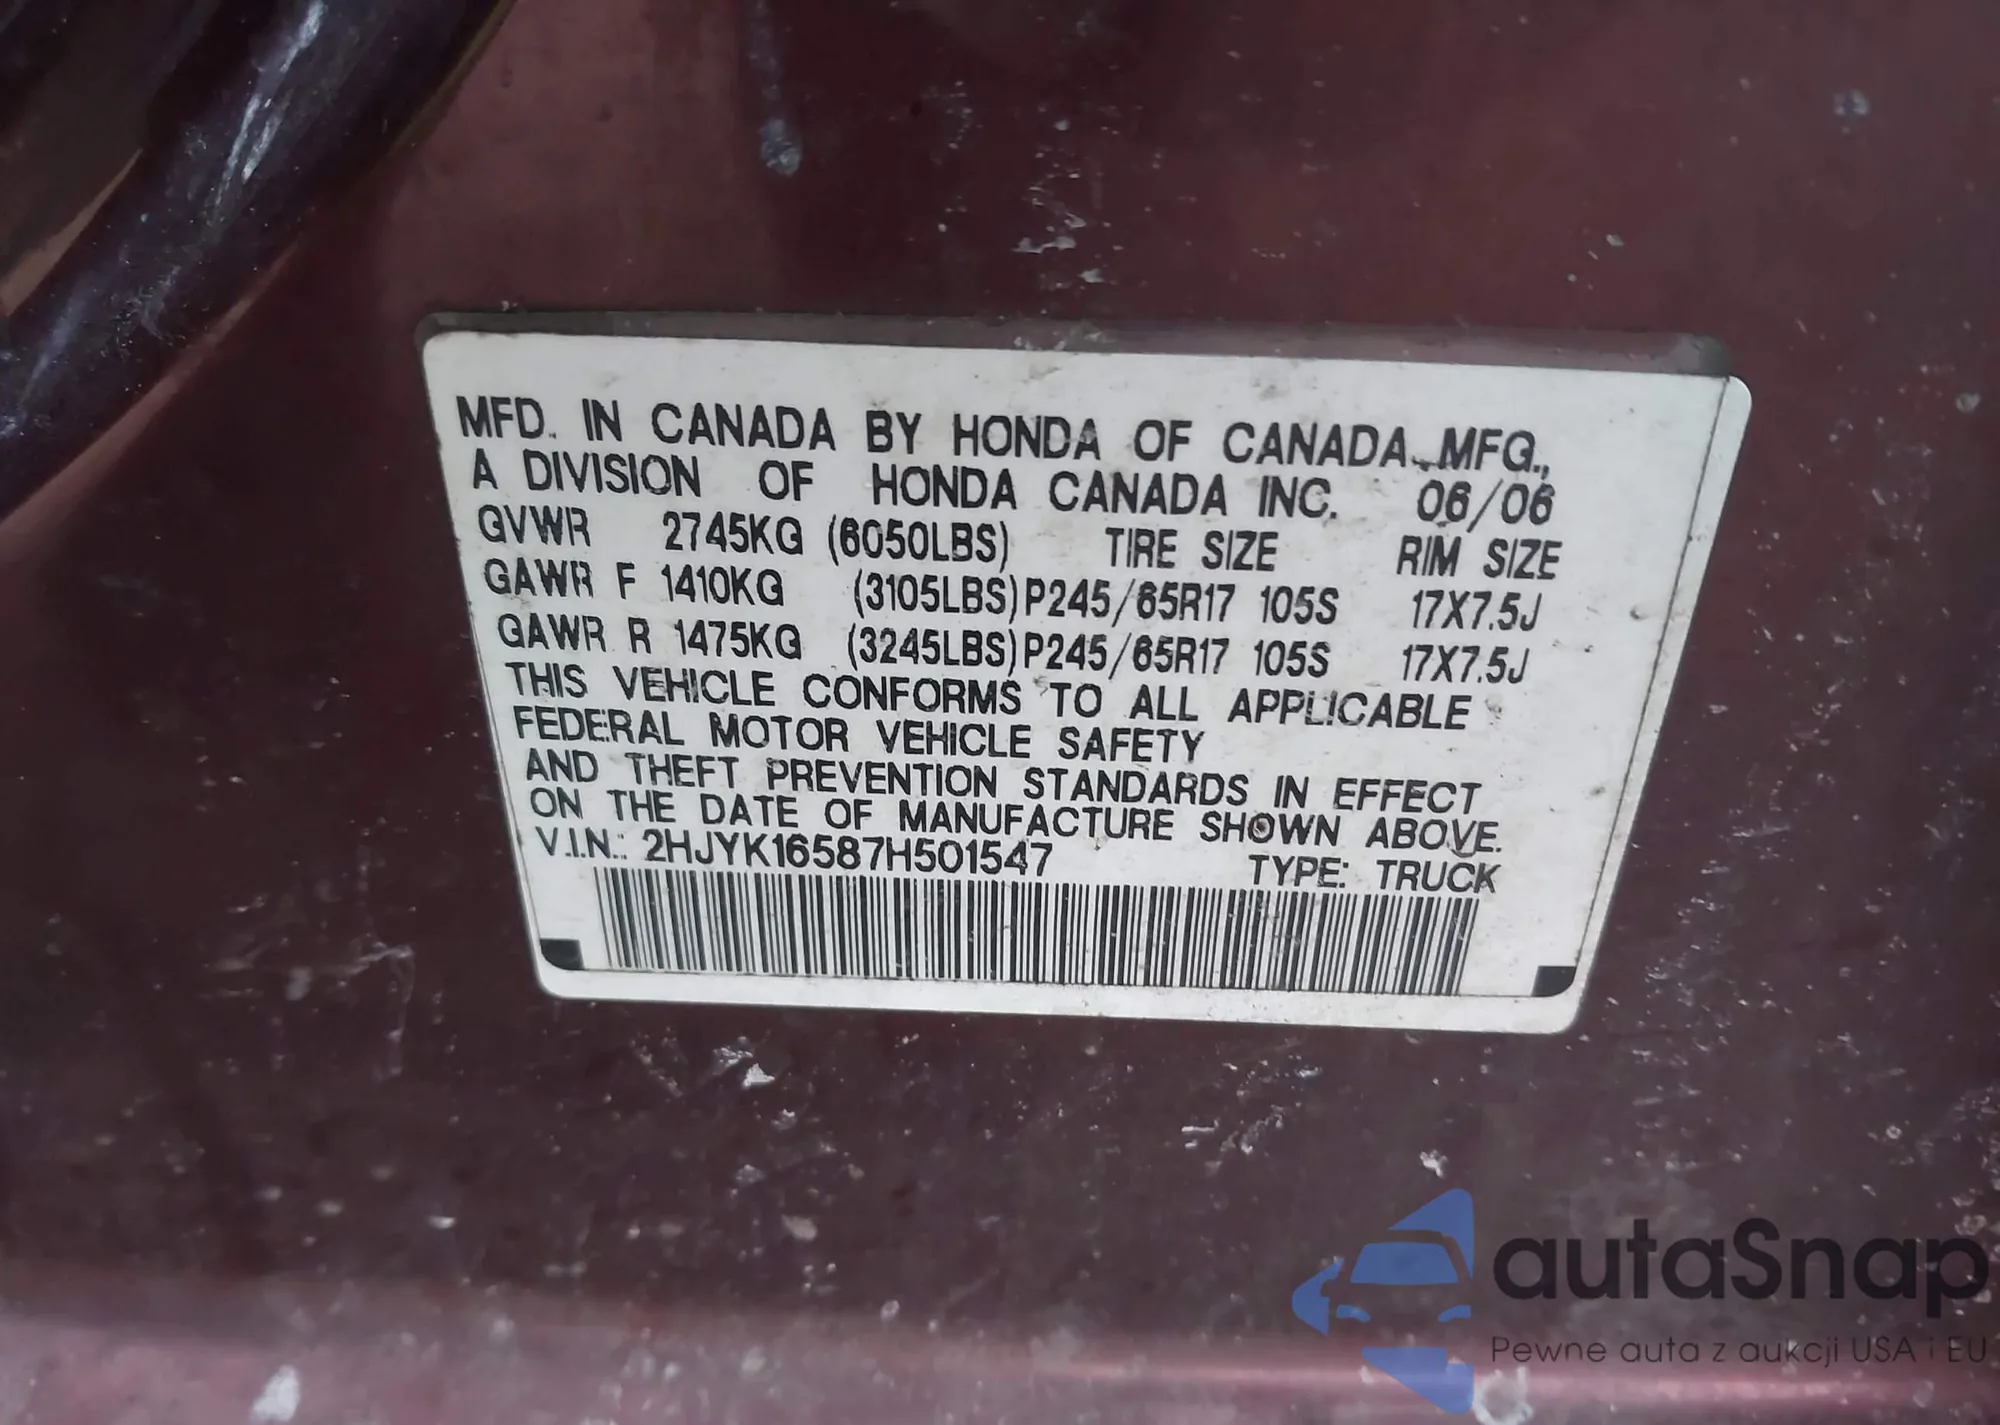 MFD. IN CANADA BY HONDA OF CANADA MFG.,
A DIVISION OF HONDA CANADA INC. 06/06
GVWR 2745KG (6050LBS) TIRE SIZE RIM SIZE
GAWR F 1410KG (3105LBS) P245/65R17 105S 17X7.5J
GAWR R 1475KG (3245LBS) P245/65R17 105S 17X7.5J
THIS VEHICLE CONFORMS TO ALL APPLICABLE
FEDERAL MOTOR VEHICLE SAFETY
AND THEFT PREVENTION STANDARDS IN EFFECT
ON THE DATE OF MANUFACTURE SHOWN ABOVE.
V.I.N.: 2HJYK16587H501547 TYPE: TRUCK
autaSnap
Pewne auta z aukcji USA i EU